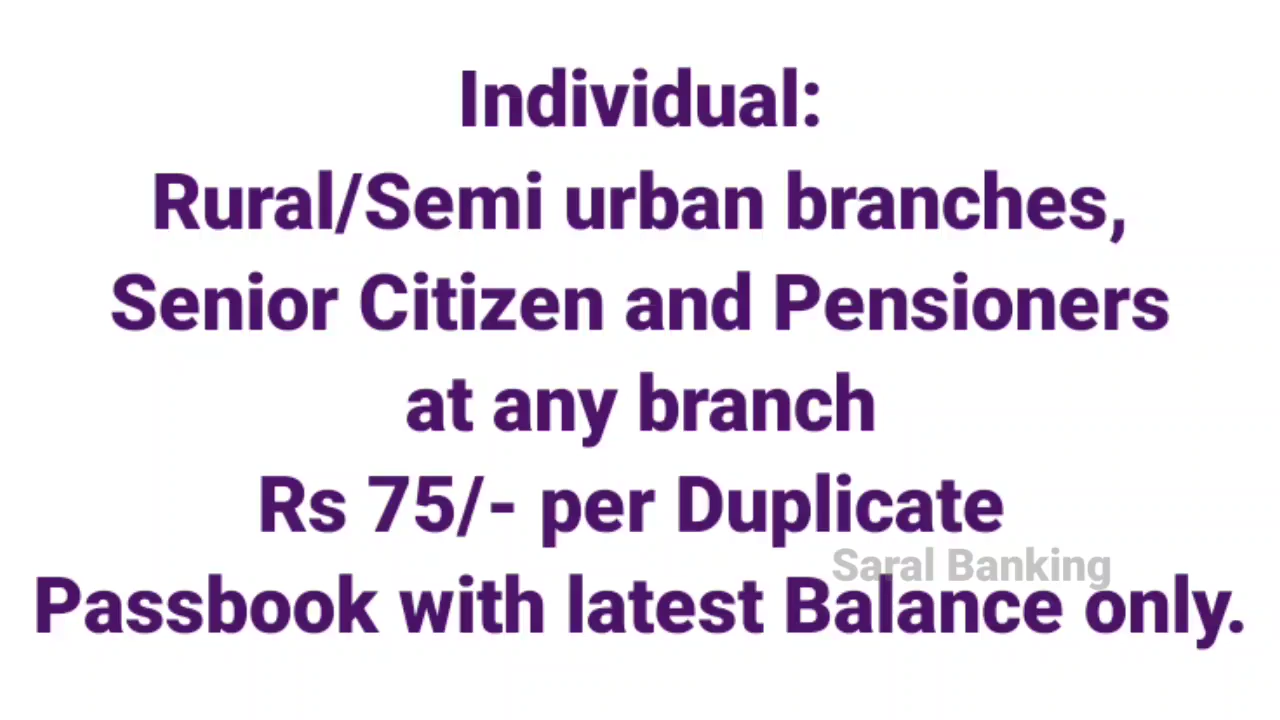 Individual:
Rural/Semi urban branches,
Senior Citizen and Pensioners
at any branch
Rs 75/- per Duplicate
Saral Banking
Passbook with latest Balance only.